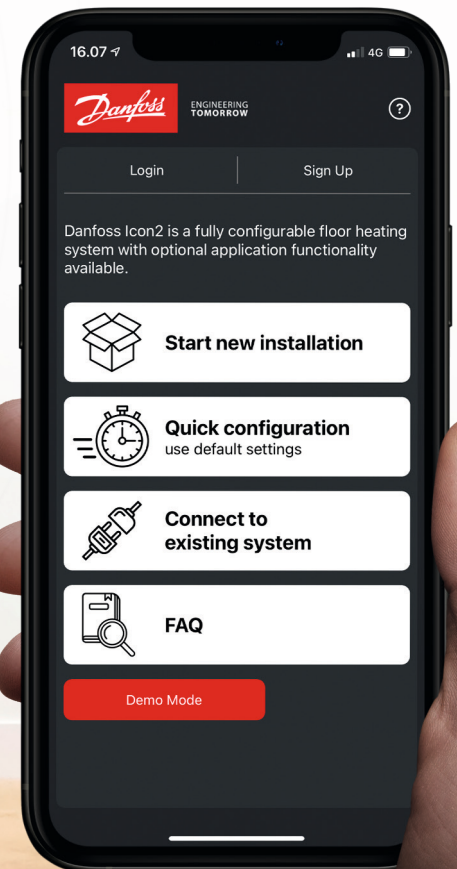 16.07
4G
Danfoss
ENGINEERING
TOMORROW
?
Login
Sign Up
Danfoss Icon2 is a fully configurable floor heating
system with optional application functionality
available.
Start new installation
Quick configuration
use default settings
Connect to
existing system
FAQ
Demo Mode